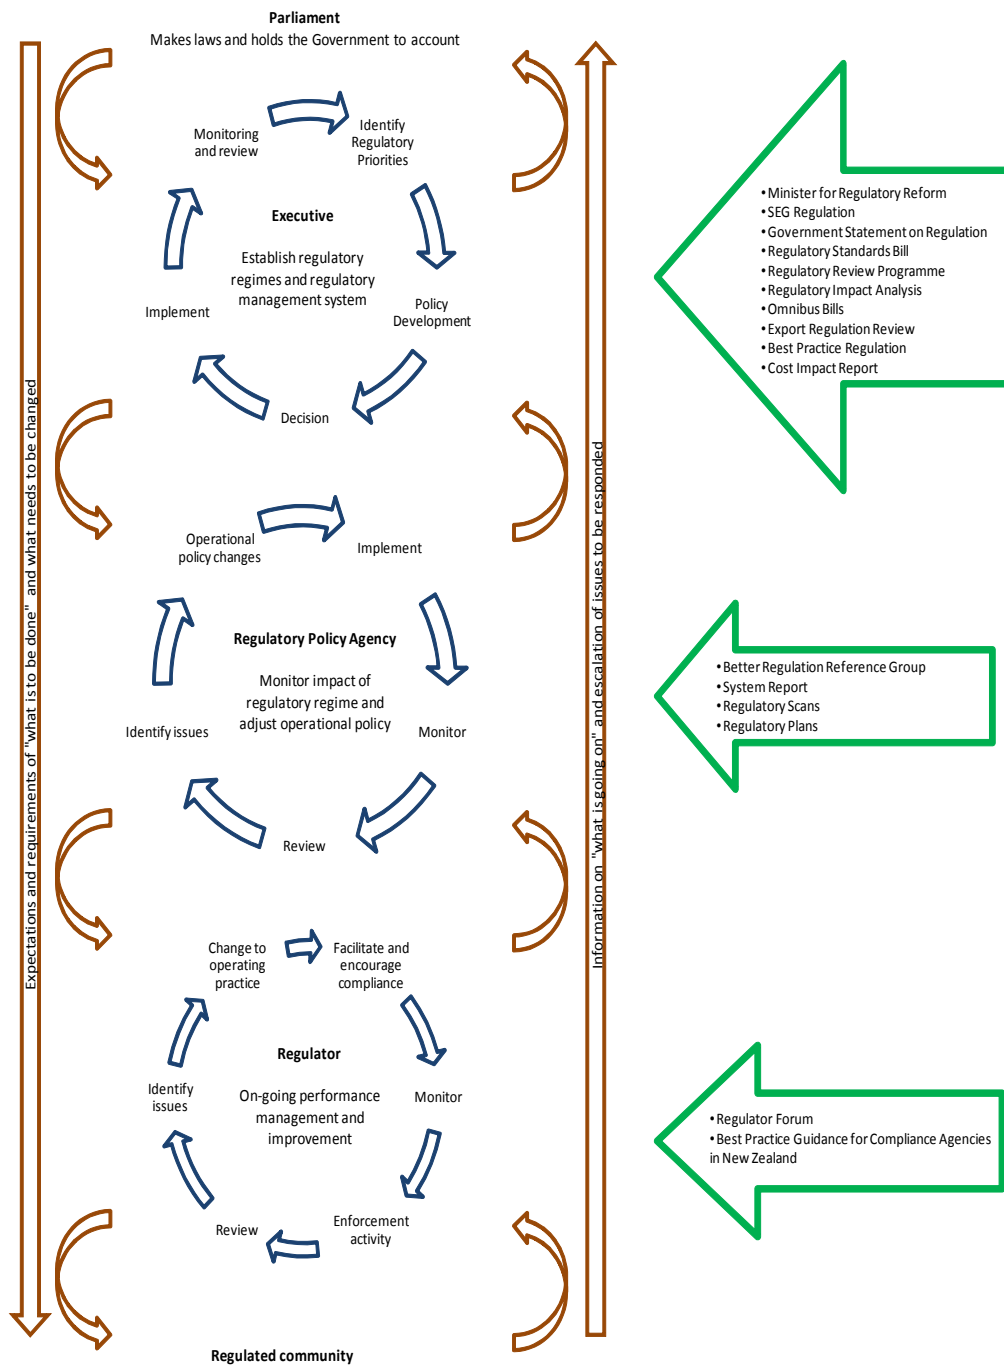 Parliament
Makes laws and holds the Government to account
Monitoring
and review
Identify
Regulatory
Priorities
Executive
Establish regulatory
regimes and regulatory
management system
Implement
Policy
Development
Decision
Operational
policy changes
Implement
Regulatory Policy Agency
Monitor impact of
regulatory regime and
adjust operational policy
Identify issues
Monitor
Review
Change to
operating
practice
Facilitate and
encourage
compliance
Regulator
On-going performance
management and
improvement
Identify
issues
Monitor
Review
Enforcement
activity
Regulated community
Expectations and requirements of "what is to be done" and what needs to be changed
Information on "what is going on" and escalation of issues to be responded
• Minister for Regulatory Reform
• SEG Regulation
• Government Statement on Regulation
• Regulatory Standards Bill
• Regulatory Review Programme
• Regulatory Impact Analysis
• Omnibus Bills
• Export Regulation Review
• Best Practice Regulation
• Cost Impact Report
• Better Regulation Reference Group
• System Report
• Regulatory Scans
• Regulatory Plans
• Regulator Forum
• Best Practice Guidance for Compliance Agencies
in New Zealand